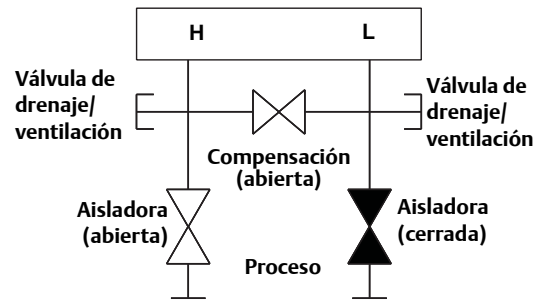 H
L
Válvula de
drenaje/
ventilación
Válvula de
drenaje/
ventilación
Compensación
(abierta)
Aisladora
(abierta)
Aisladora
(cerrada)
Proceso